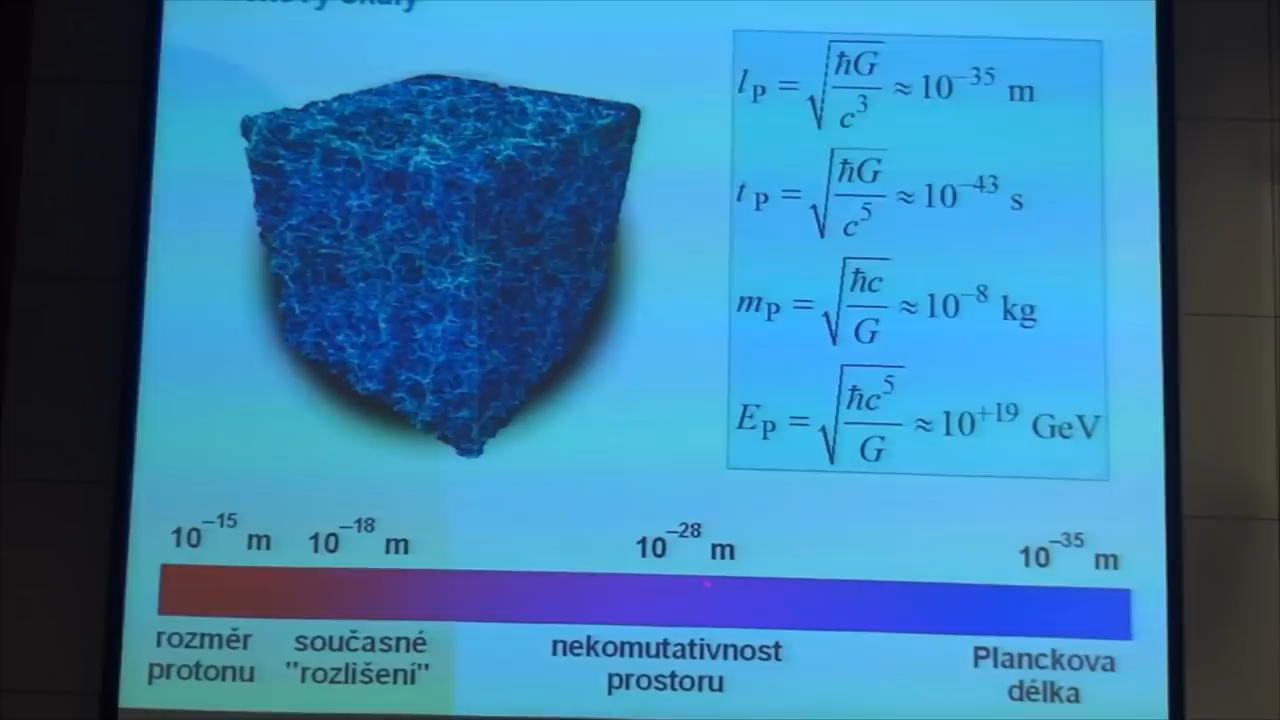 l_P = √(ħG/c³) ≈ 10⁻³⁵ m
t_P = √(ħG/c⁵) ≈ 10⁻⁴³ s
m_P = √(ħc/G) ≈ 10⁻⁸ kg
E_P = √(ħc⁵/G) ≈ 10⁺¹⁹ GeV
10⁻¹⁵ m 10⁻¹⁸ m 10⁻²⁸ m 10⁻³⁵ m
rozměr
protonu
současné
"rozlišení"
nekomutativnost
prostoru
Planckova
délka